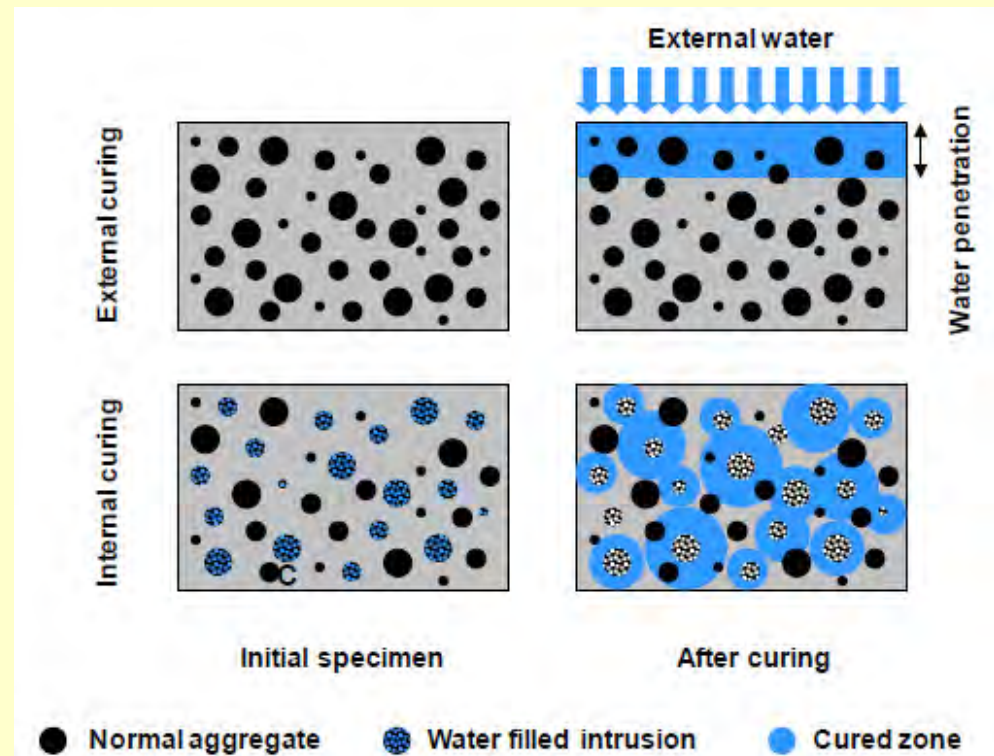 External water
External curing
Water penetration
Internal curing
C
Initial specimen
After curing
Normal aggregate
Water filled intrusion
Cured zone